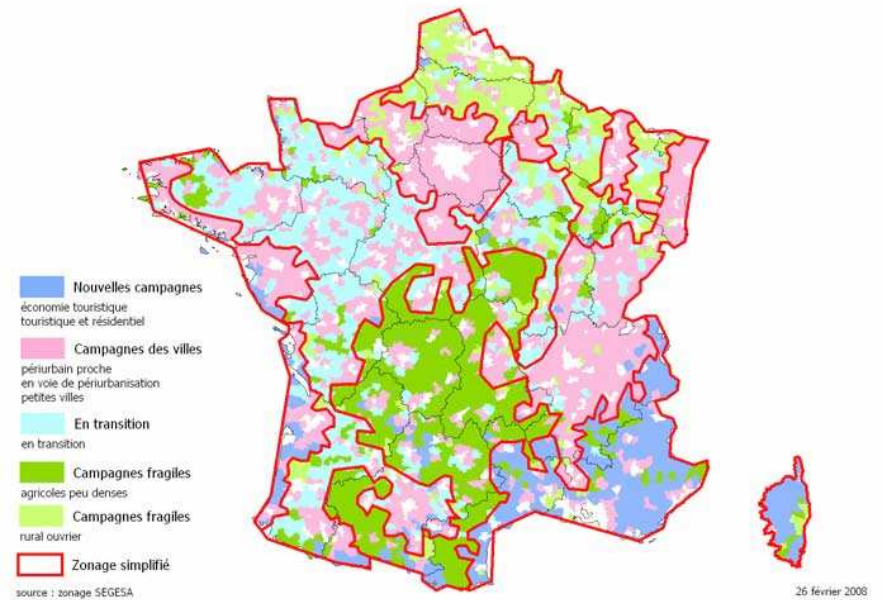 Nouvelles campagnes
économie touristique
touristique et résidentiel
Campagnes des villes
périurbain proche
en voie de périurbanisation
petites villes
En transition
en transition
Campagnes fragiles
agricoles peu denses
Campagnes fragiles
rural ouvrier
Zonage simplifié
source : zonage SEGESA
26 février 2008